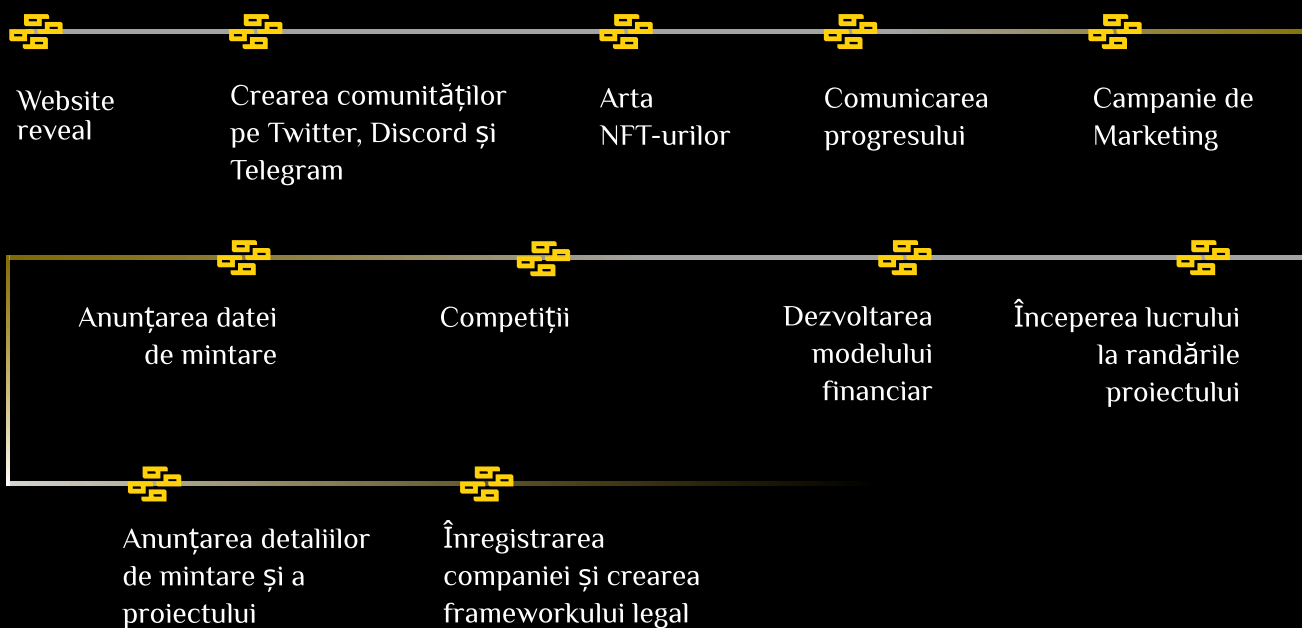 Website
reveal
Crearea comunităților
pe Twitter, Discord și
Telegram
Arta
NFT-urilor
Comunicarea
progresului
Campanie de
Marketing
Anunțarea datei
de mintare
Competiții
Dezvoltarea
modelului
financiar
Începerea lucrului
la randările
proiectului
Anunțarea detaliilor
de mintare și a
proiectului
Înregistrarea
companiei și crearea
frameworkului legal